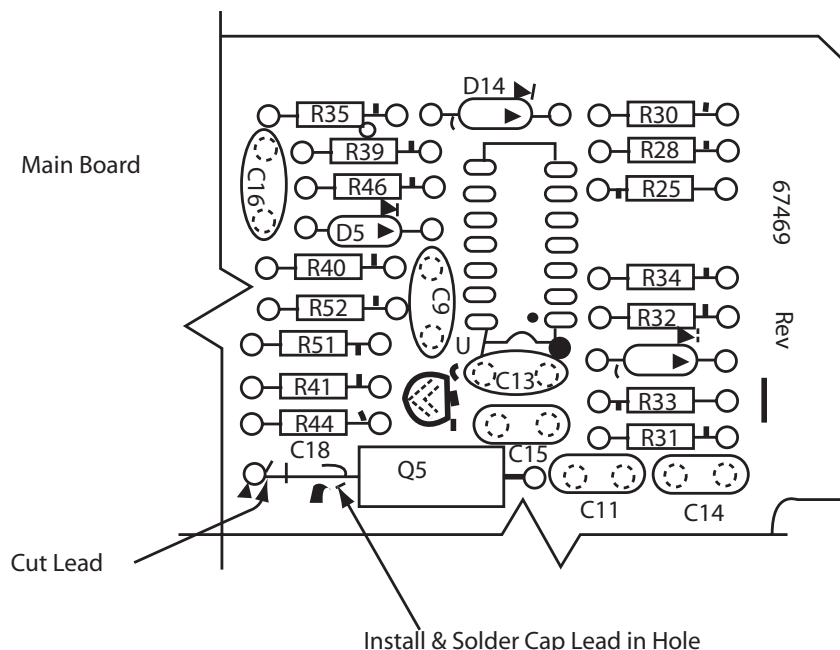 D14
R35
R30
Main Board
R39
R28
C16
R46
R25
67469
D5
R40
C9
R34
R52
R32
Rev
R51
U
C13
R41
R33
R44
R31
C18
C15
Q5
C11
C14
Cut Lead
Install & Solder Cap Lead in Hole